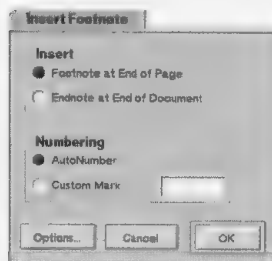 Insert Footnote
Insert
Footnote at End of Page
Endnote at End of Document
Numbering
AutoNumber
Custom Mark
Options... Cancel OK